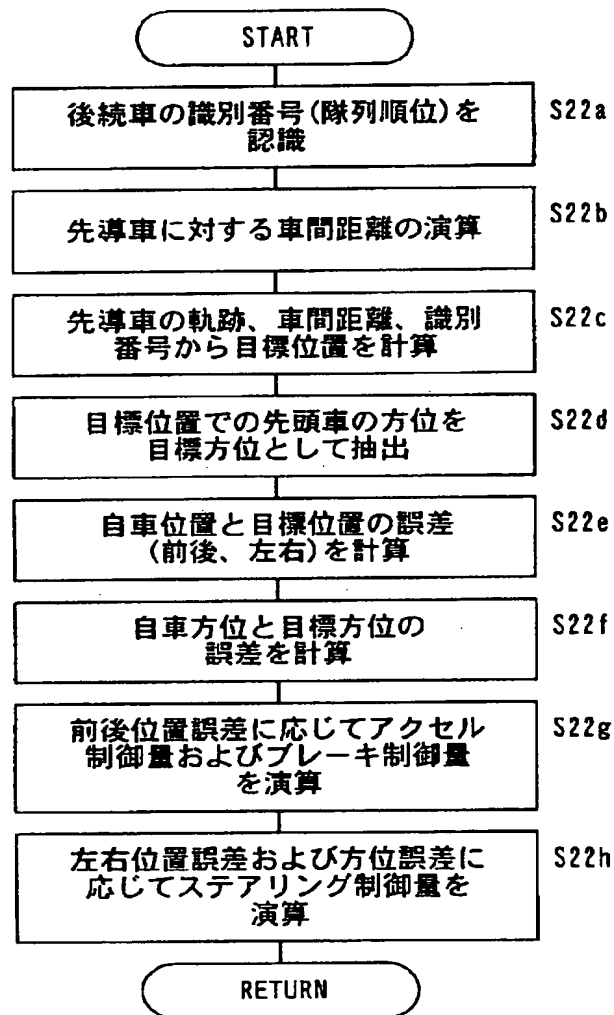 START
後続車の識別番号(隊列順位)を
認識
S22a
先導車に対する車間距離の演算
S22b
先導車の軌跡、車間距離、識別
番号から目標位置を計算
S22c
目標位置での先頭車の方位を
目標方位として抽出
S22d
自車位置と目標位置の誤差
(前後、左右)を計算
S22e
自車方位と目標方位の
誤差を計算
S22f
前後位置誤差に応じてアクセル
制御量およびブレーキ制御量
を演算
S22g
左右位置誤差および方位誤差に
応じてステアリング制御量を
演算
S22h
RETURN